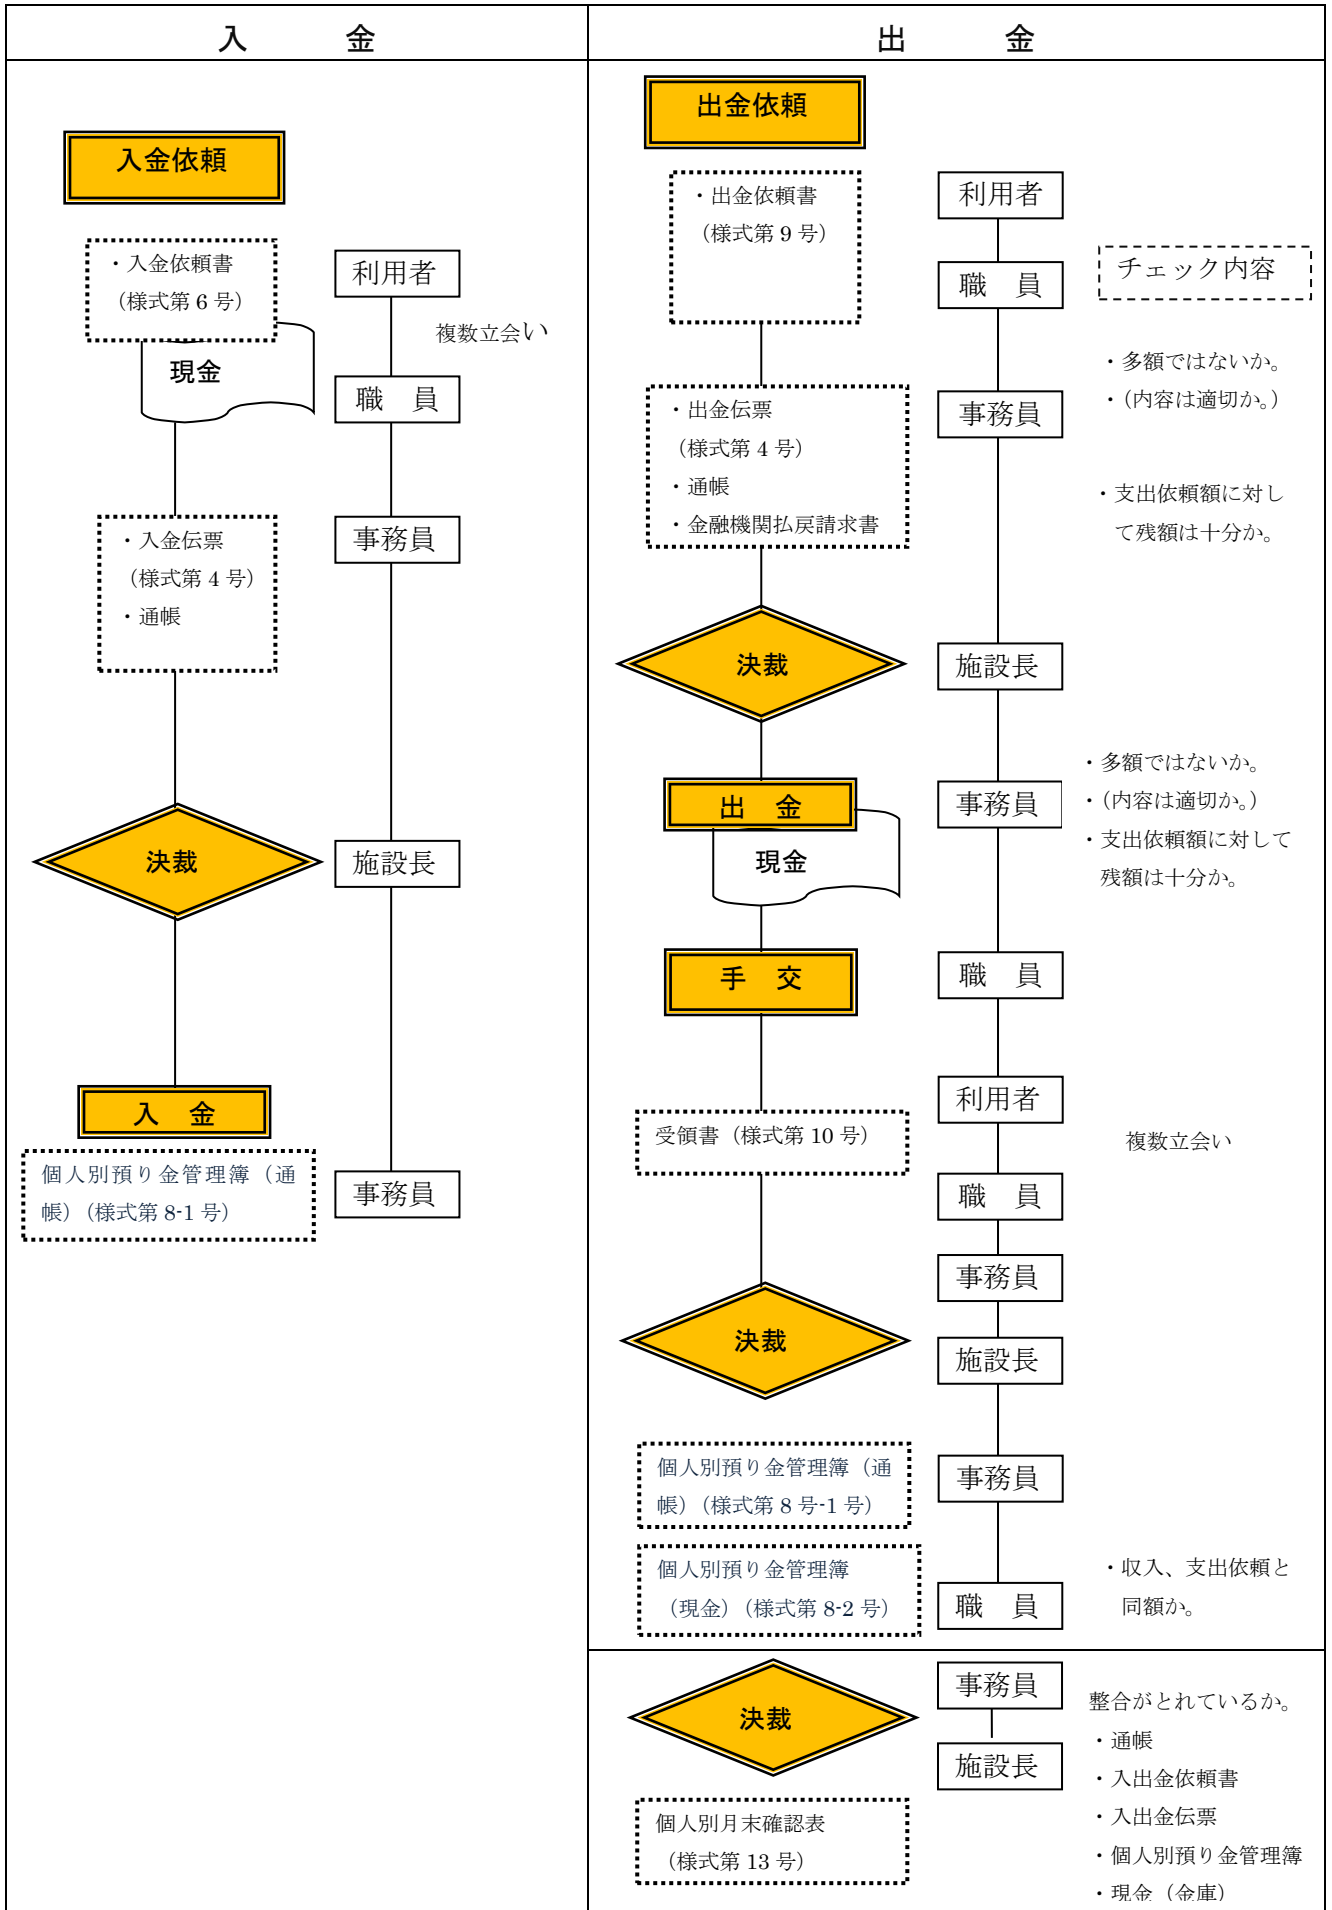 入　　　金
入金依頼
・入金依頼書
（様式第 6 号）
現金
利用者
複数立会い
職　員
・入金伝票
（様式第 4 号）
・通帳
事務員
決裁
施設長
入　金
個人別預り金管理簿（通
帳）（様式第 8-1 号）
事務員
出　　　金
出金依頼
・出金依頼書
（様式第 9 号）
利用者
職　員
チェック内容
・多額ではないか。
・（内容は適切か。）
・出金伝票
（様式第 4 号）
・通帳
・金融機関払戻請求書
事務員
・支出依頼額に対し
て残額は十分か。
決裁
施設長
出　金
現金
事務員
・多額ではないか。
・（内容は適切か。）
・支出依頼額に対して
残額は十分か。
手　交
職　員
利用者
受領書（様式第 10 号）
複数立会い
職　員
事務員
決裁
施設長
個人別預り金管理簿（通
帳）（様式第 8 号-1 号）
事務員
個人別預り金管理簿
（現金）（様式第 8-2 号）
職　員
・収入、支出依頼と
同額か。
決裁
事務員
施設長
個人別月末確認表
（様式第 13 号）
整合がとれているか。
・通帳
・入出金依頼書
・入出金伝票
・個人別預り金管理簿
・現金（金庫）